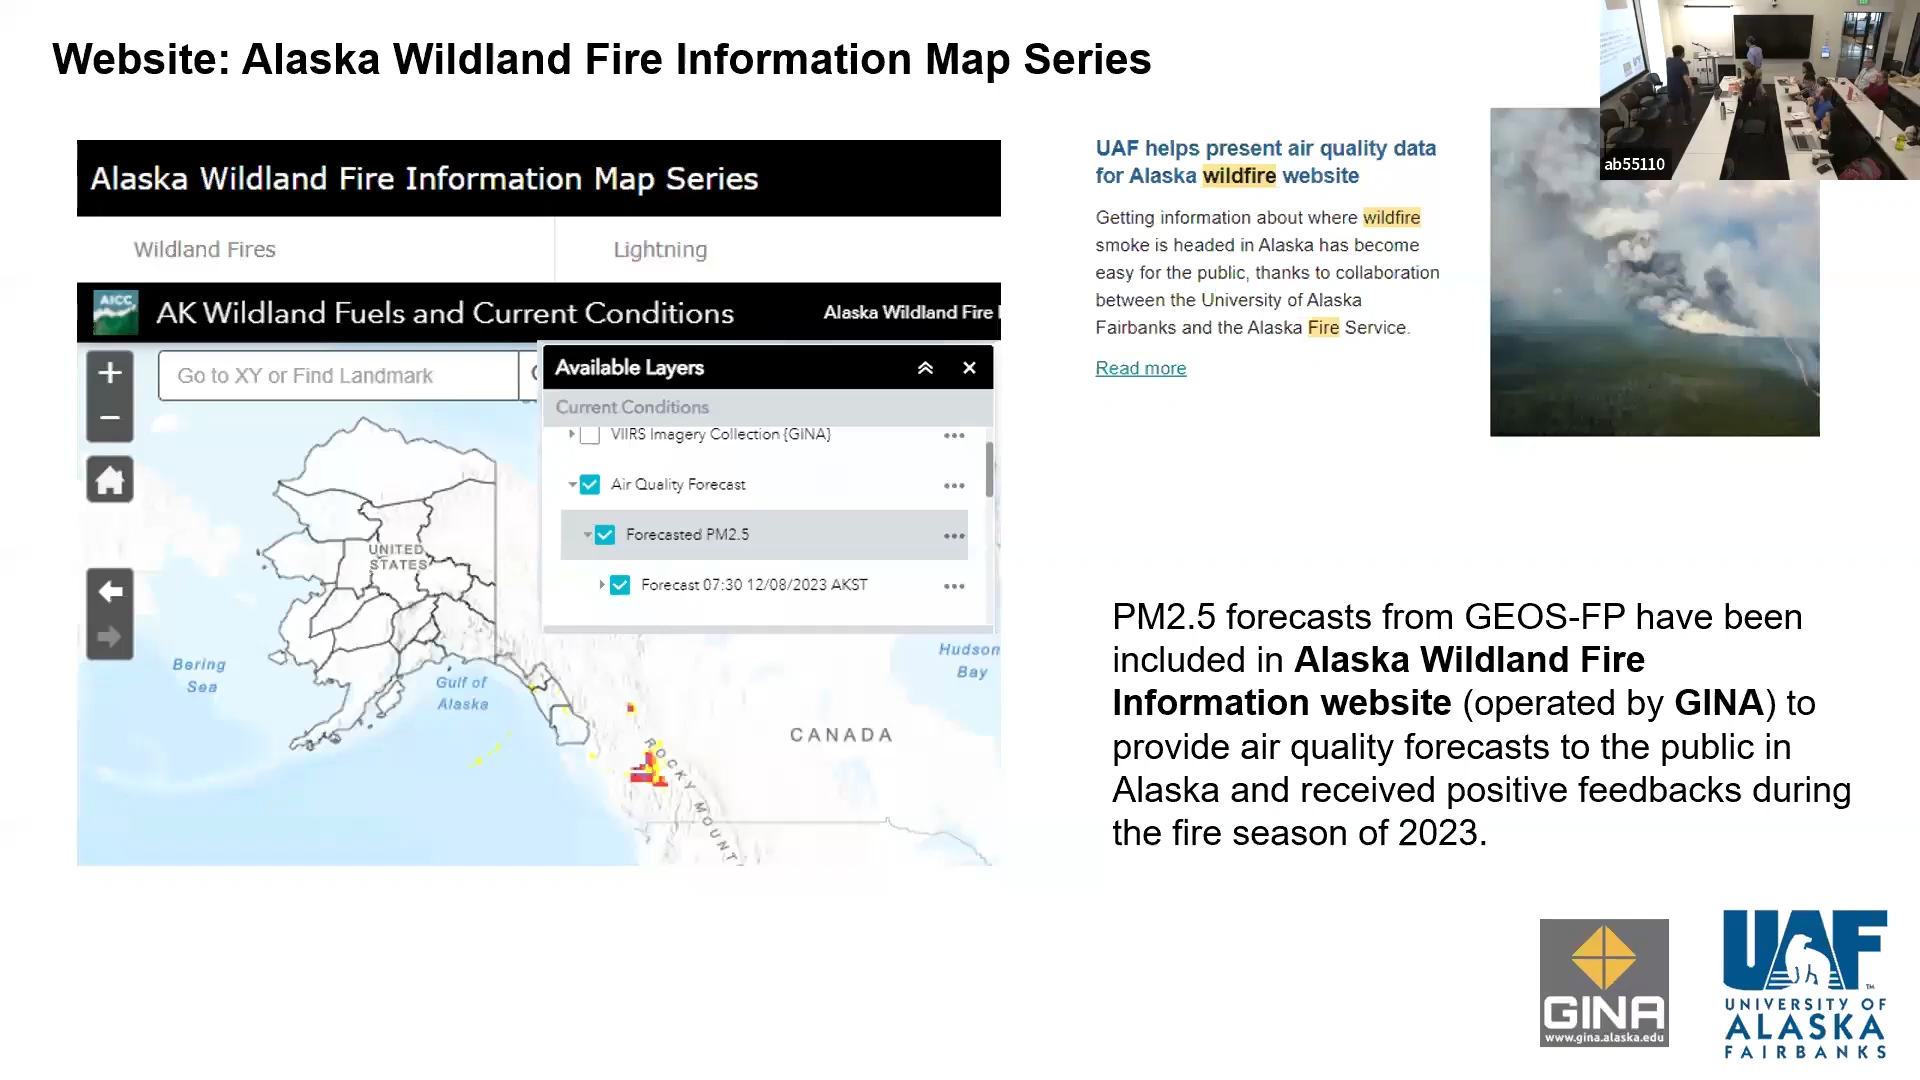 Website: Alaska Wildland Fire Information Map Series
ab55110
Alaska Wildland Fire Information Map Series
Wildland Fires
Lightning
AICC
AK Wildland Fuels and Current Conditions
Alaska Wildland Fire
Go to XY or Find Landmark
Available Layers
Current Conditions
VIIRS Imagery Collection {GINA}
Air Quality Forecast
Forecasted PM2.5
Forecast 07:30 12/08/2023 AKST
UNITED
STATES
Bering
Sea
Gulf of
Alaska
Hudson
Bay
CANADA
ROCKY MOUNT
UAF helps present air quality data
for Alaska wildfire website
Getting information about where wildfire
smoke is headed in Alaska has become
easy for the public, thanks to collaboration
between the University of Alaska
Fairbanks and the Alaska Fire Service.
Read more
PM2.5 forecasts from GEOS-FP have been
included in Alaska Wildland Fire
Information website (operated by GINA) to
provide air quality forecasts to the public in
Alaska and received positive feedbacks during
the fire season of 2023.
GINA
www.gina.alaska.edu
UAF
TM
UNIVERSITY OF
ALASKA
FAIRBANKS